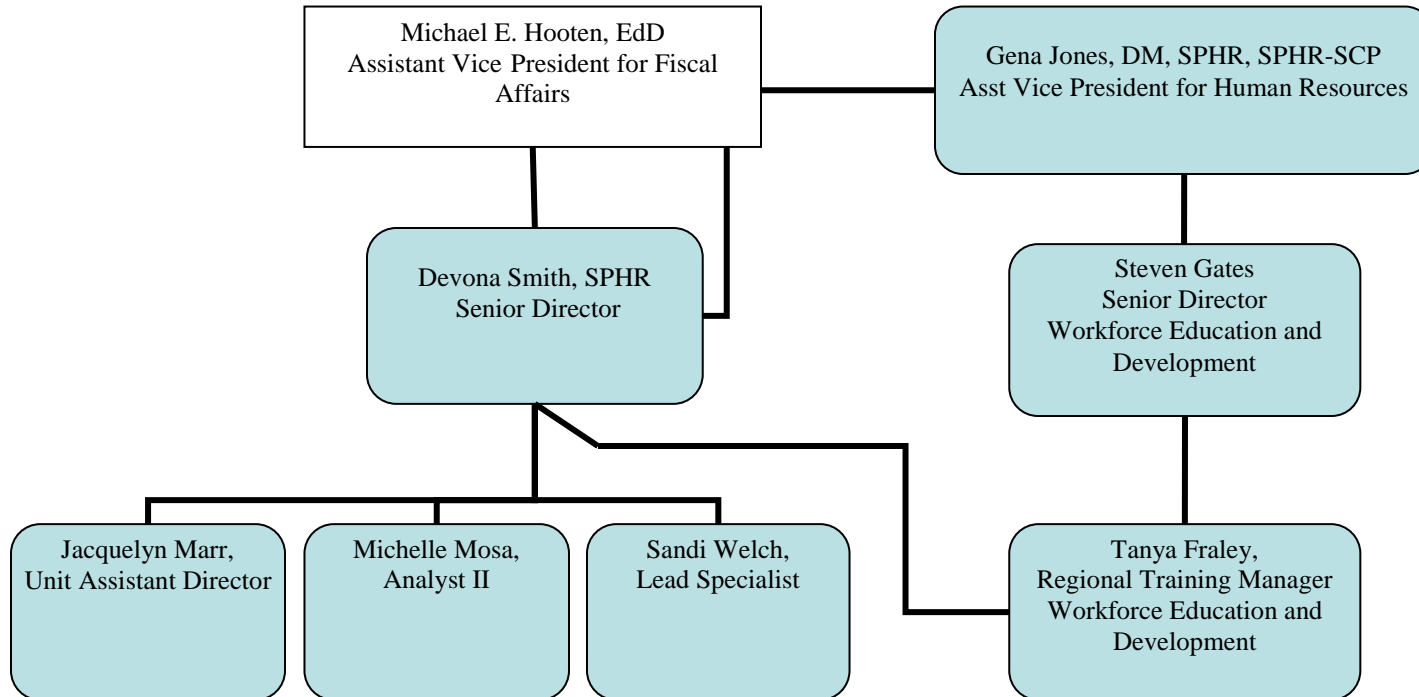 Michael E. Hooten, EdD
Assistant Vice President for Fiscal
Affairs
Gena Jones, DM, SPHR, SPHR-SCP
Asst Vice President for Human Resources
Devona Smith, SPHR
Senior Director
Steven Gates
Senior Director
Workforce Education and
Development
Jacquelyn Marr,
Unit Assistant Director
Michelle Mosa,
Analyst II
Sandi Welch,
Lead Specialist
Tanya Fraley,
Regional Training Manager
Workforce Education and
Development